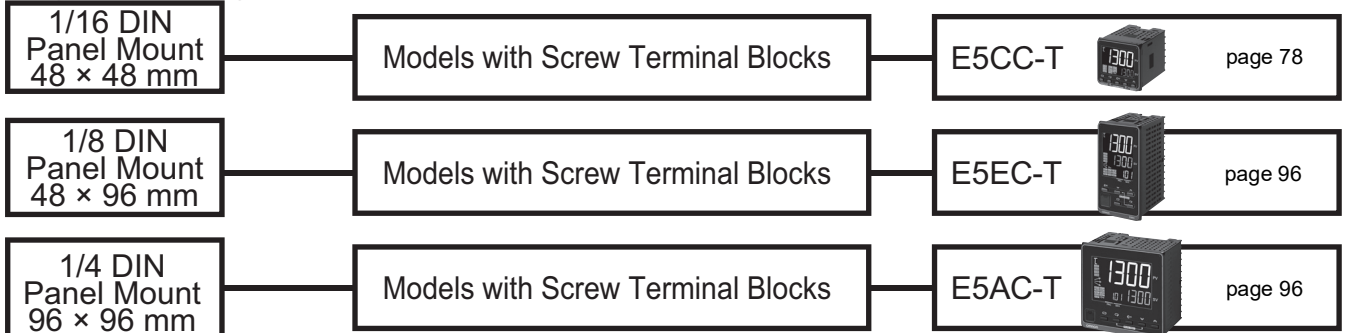 1/16 DIN
Panel Mount
48 × 48 mm
Models with Screw Terminal Blocks
E5CC-T
1300
page 78
1/8 DIN
Panel Mount
48 × 96 mm
Models with Screw Terminal Blocks
E5EC-T
1300
1300
101
page 96
1/4 DIN
Panel Mount
96 × 96 mm
Models with Screw Terminal Blocks
E5AC-T
1300
101 1300
page 96